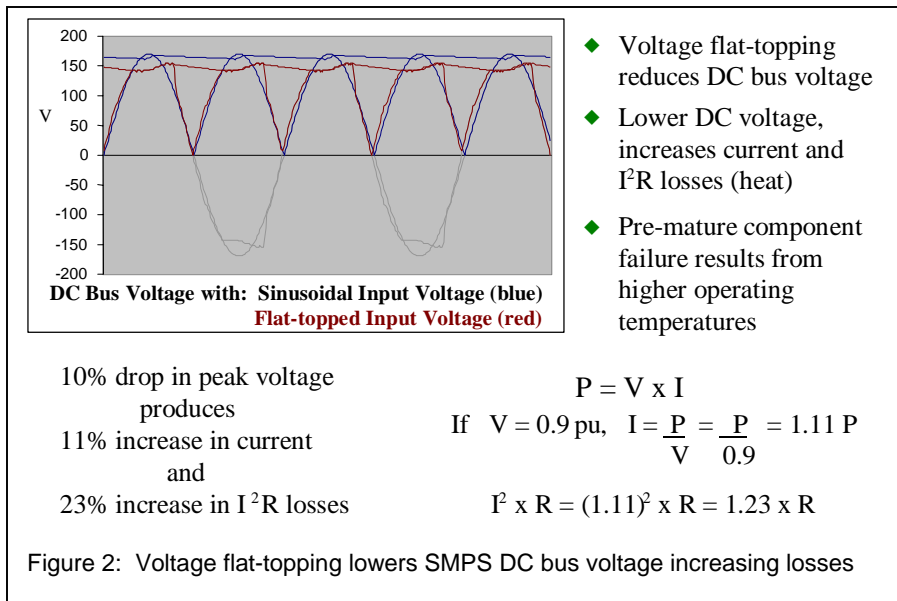 200
150
100
50
0
-50
-100
-150
-200
V
DC Bus Voltage with: Sinusoidal Input Voltage (blue)
Flat-topped Input Voltage (red)
◆ Voltage flat-topping
reduces DC bus voltage
◆ Lower DC voltage,
increases current and
I²R losses (heat)
◆ Pre-mature component
failure results from
higher operating
temperatures
10% drop in peak voltage
produces
11% increase in current
and
23% increase in I²R losses
P = V x I
If V = 0.9 pu, I = P/V = P/0.9 = 1.11 P
I² x R = (1.11)² x R = 1.23 x R
Figure 2: Voltage flat-topping lowers SMPS DC bus voltage increasing losses